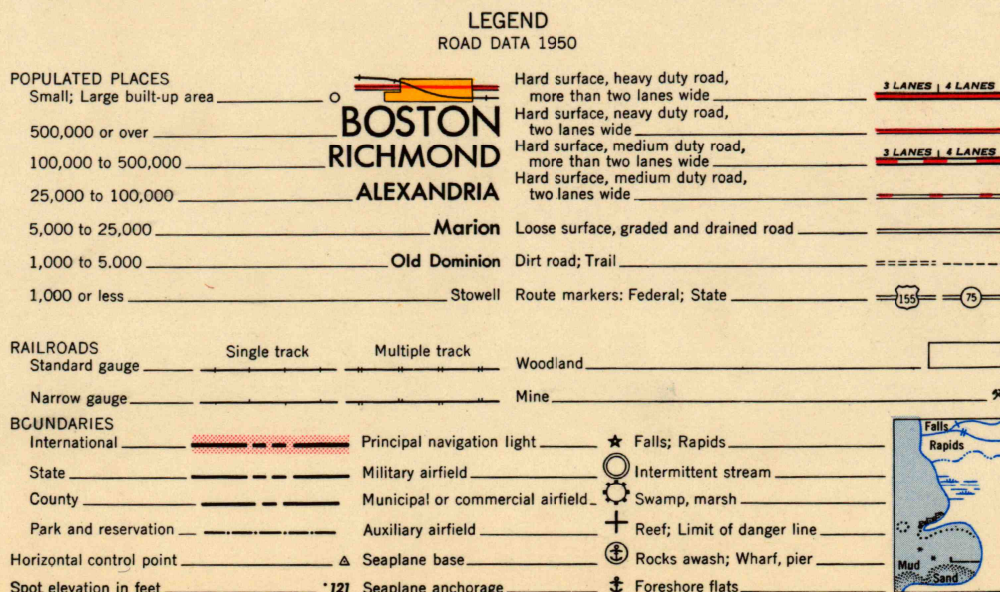 LEGEND
ROAD DATA 1950
POPULATED PLACES
Small; Large built-up area
500,000 or over BOSTON
100,000 to 500,000 RICHMOND
25,000 to 100,000 ALEXANDRIA
5,000 to 25,000 Marion
1,000 to 5.000 Old Dominion
1,000 or less Stowell
Hard surface, heavy duty road,
more than two lanes wide 3 LANES | 4 LANES
Hard surface, heavy duty road,
two lanes wide
Hard surface, medium duty road,
more than two lanes wide 3 LANES | 4 LANES
Hard surface, medium duty road,
two lanes wide
Loose surface, graded and drained road
Dirt road; Trail
Route markers: Federal; State 155 75
RAILROADS
Single track Multiple track
Standard gauge
Narrow gauge
Woodland
Mine
BOUNDARIES
International
State
County
Park and reservation
Horizontal control point
Spot elevation in feet 121
Principal navigation light
Military airfield
Municipal or commercial airfield
Auxiliary airfield
Seaplane base
Seaplane anchorage
Falls; Rapids
Intermittent stream
Swamp, marsh
Reef; Limit of danger line
Rocks awash; Wharf, pier
Foreshore flats
Falls
Rapids
Mud
Sand